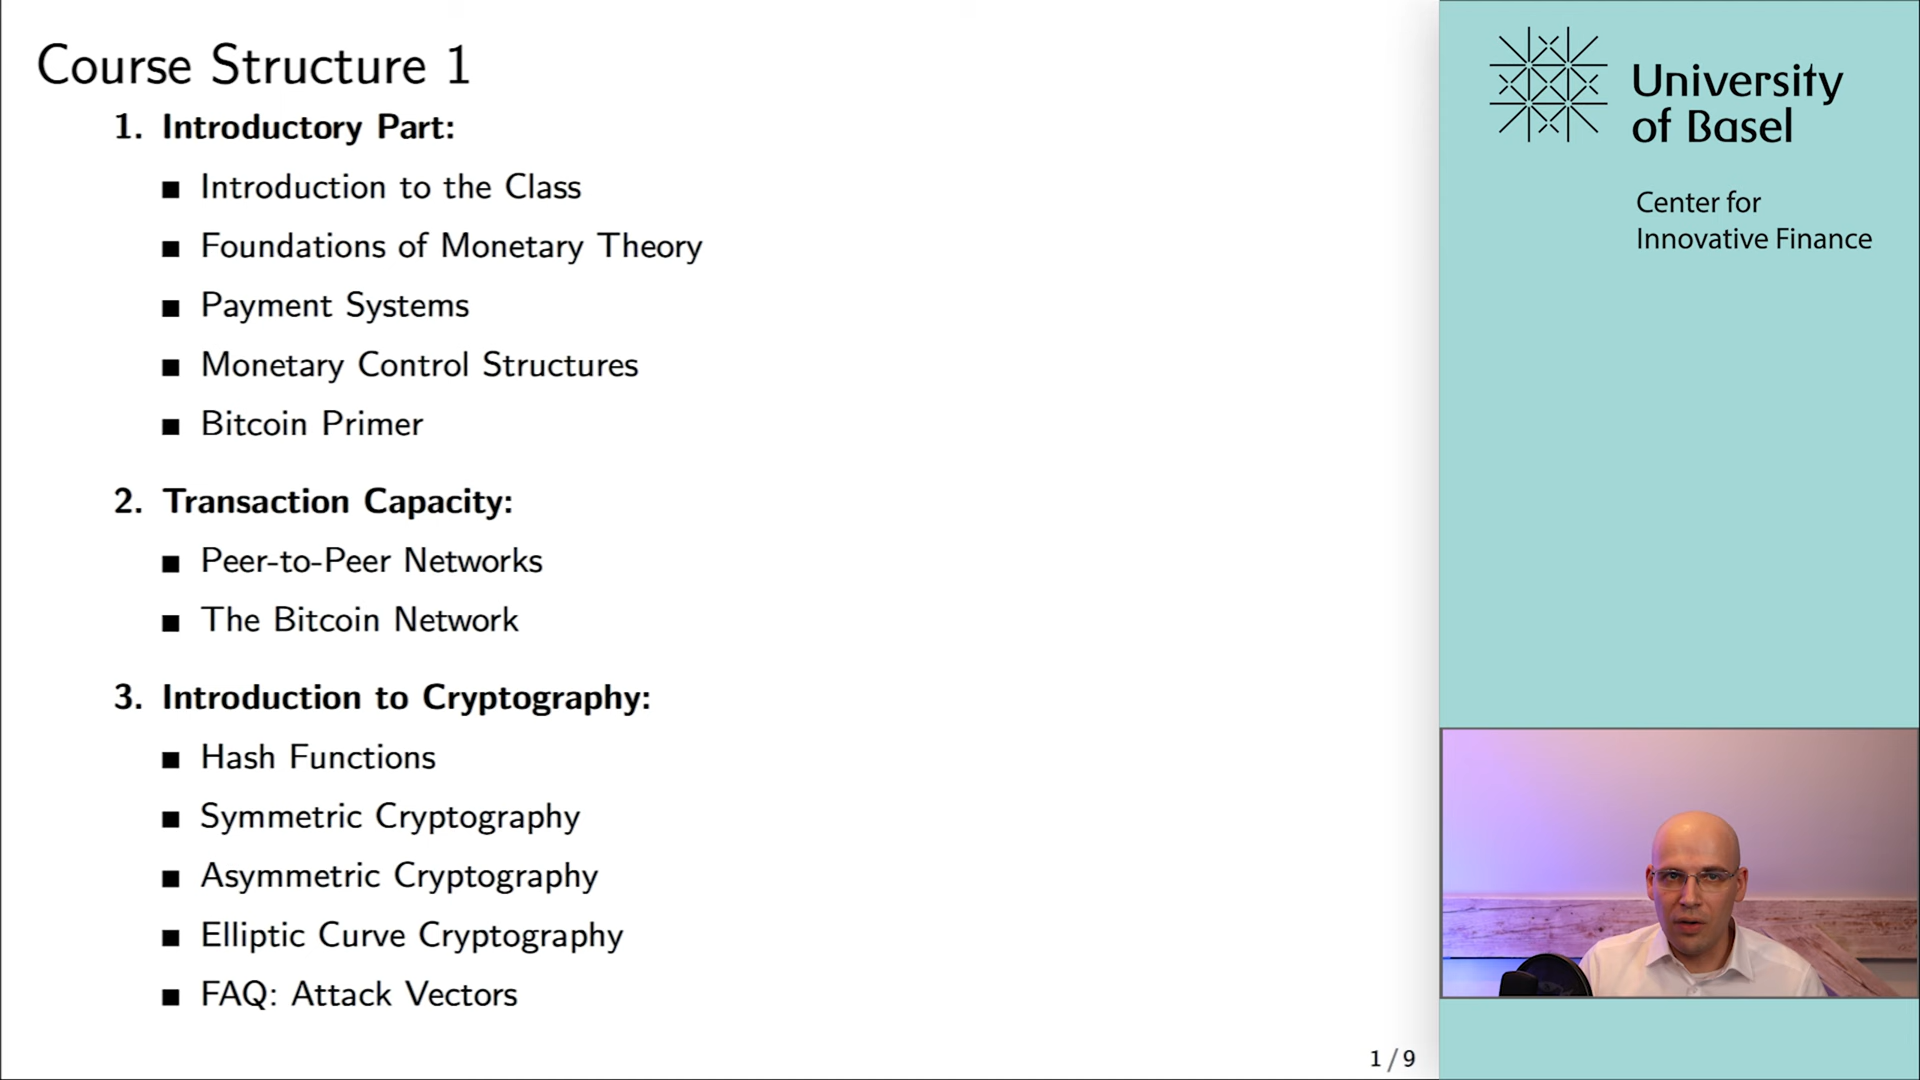 Course Structure 1
1. Introductory Part:
■ Introduction to the Class
■ Foundations of Monetary Theory
■ Payment Systems
■ Monetary Control Structures
■ Bitcoin Primer
2. Transaction Capacity:
■ Peer-to-Peer Networks
■ The Bitcoin Network
3. Introduction to Cryptography:
■ Hash Functions
■ Symmetric Cryptography
■ Asymmetric Cryptography
■ Elliptic Curve Cryptography
■ FAQ: Attack Vectors
1 / 9
University
of Basel
Center for
Innovative Finance